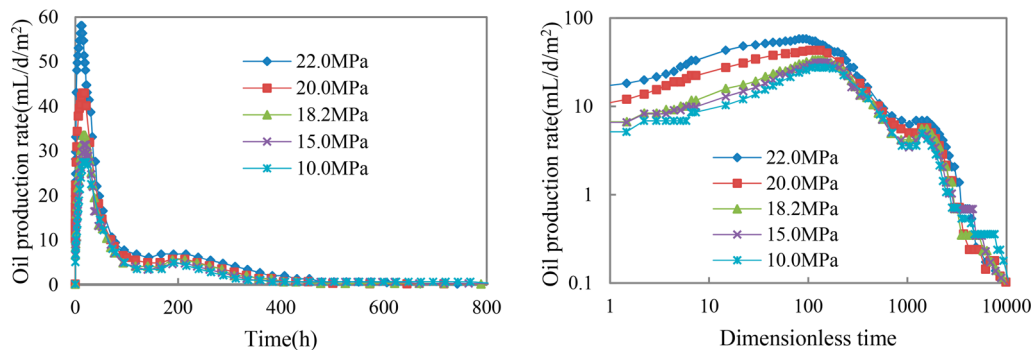 Oil production rate(mL/d/m²)
60
50
40
30
20
10
0
0 200 400 600 800
Time(h)
22.0MPa
20.0MPa
18.2MPa
15.0MPa
10.0MPa
Oil production rate(mL/d/m²)
100
10
1
0.1
1 10 100 1000 10000
Dimensionless time
22.0MPa
20.0MPa
18.2MPa
15.0MPa
10.0MPa